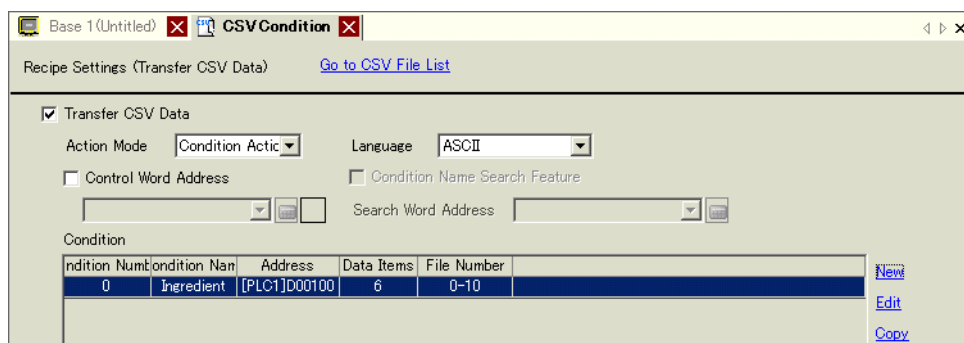 Base 1(Untitled) CSV Condition
Recipe Settings (Transfer CSV Data) Go to CSV File List
Transfer CSV Data
Action Mode Condition Actic Language ASCII
Control Word Address Condition Name Search Feature
Search Word Address
Condition
ndition Numb ondition Nam Address Data Items File Number
0 Ingredient [PLC1]D00100 6 0-10
New
Edit
Copy